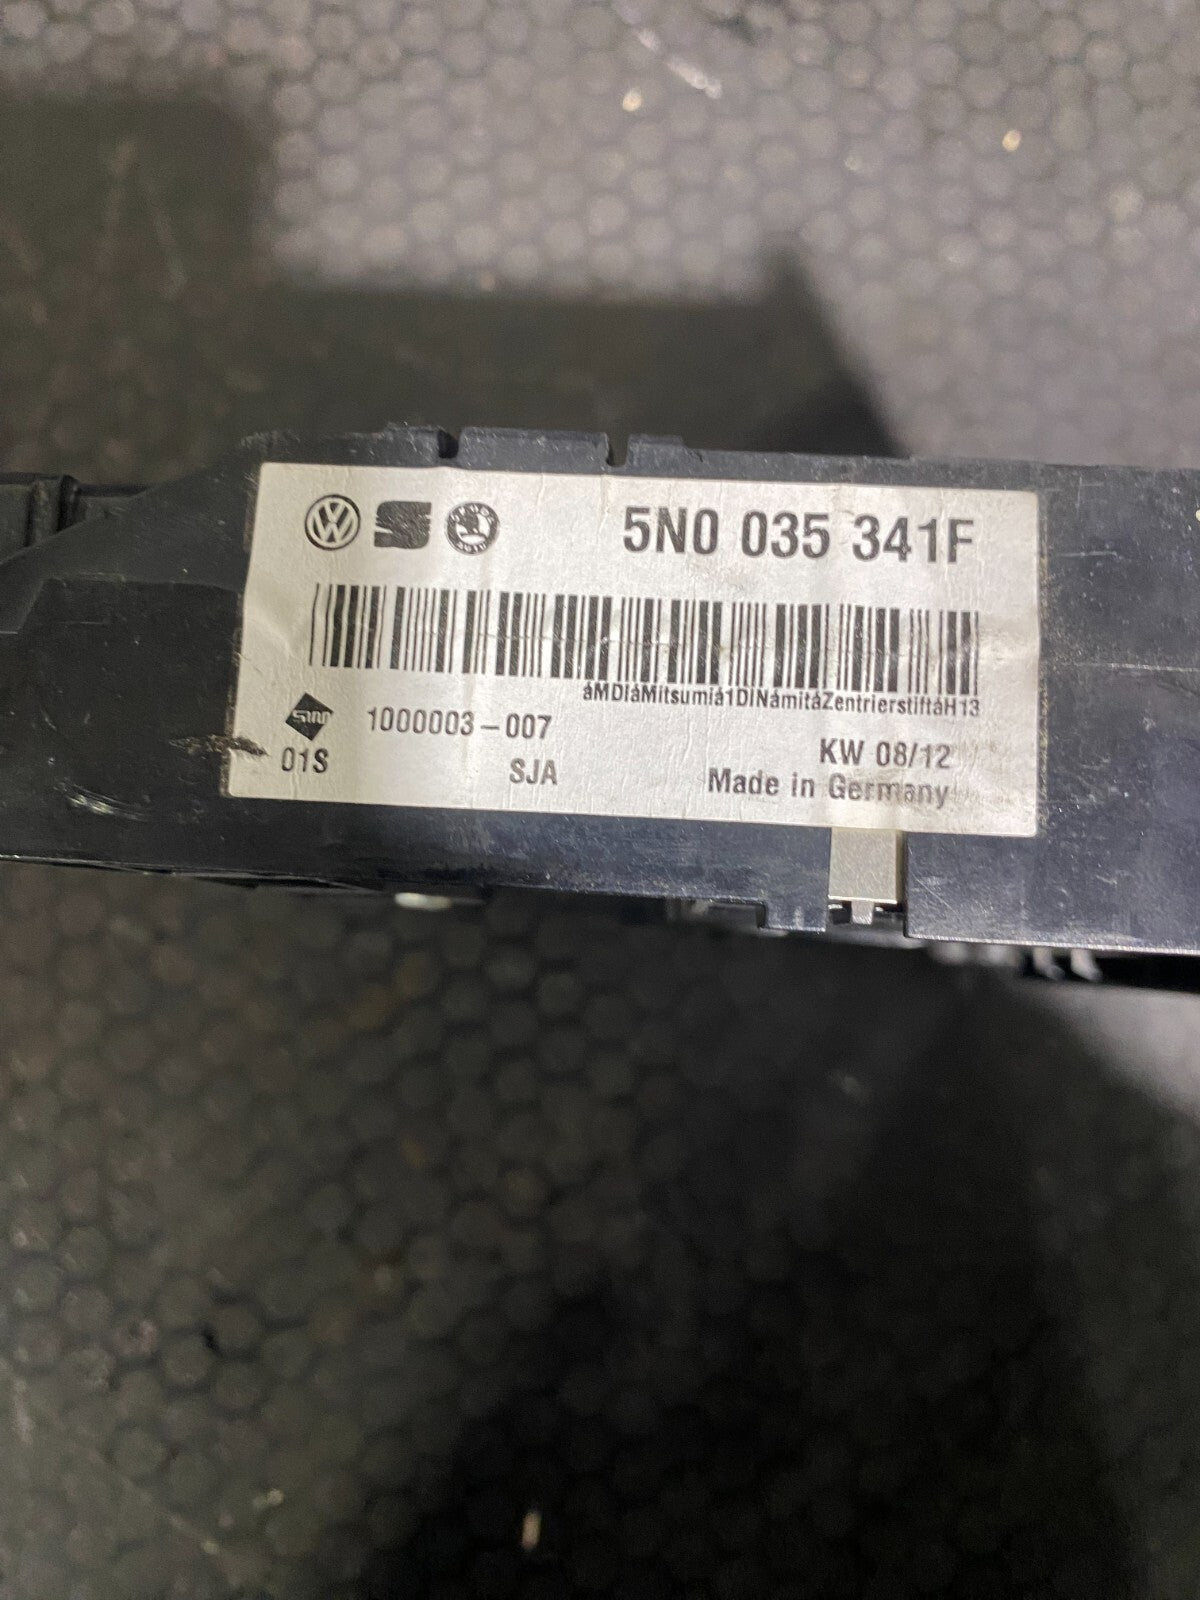 5N0 035 341F
áMDIáMitsumiá1DINámitáZentrierstiftáH13
1000003-007
KW 08/12
01S
SJA
Made in Germany